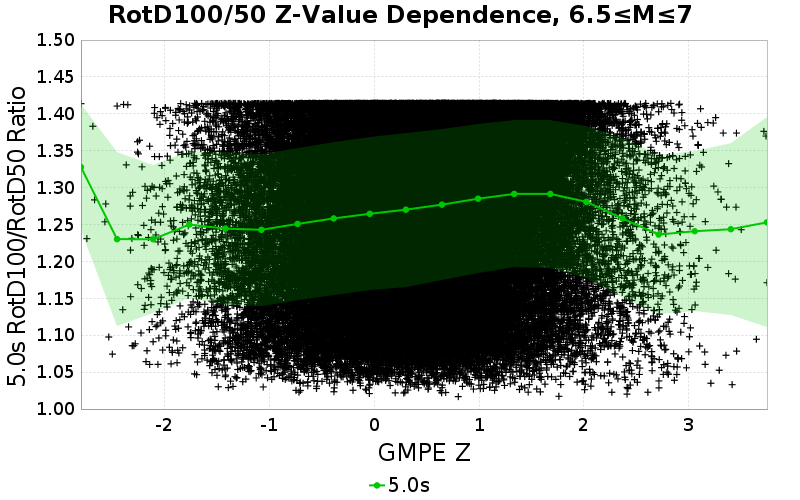 RotD100/50 Z-Value Dependence, 6.5≤M≤7
5.0s RotD100/RotD50 Ratio
1.50
1.45
1.40
1.35
1.30
1.25
1.20
1.15
1.10
1.05
1.00
-2 -1 0 1 2 3
GMPE Z
5.0s